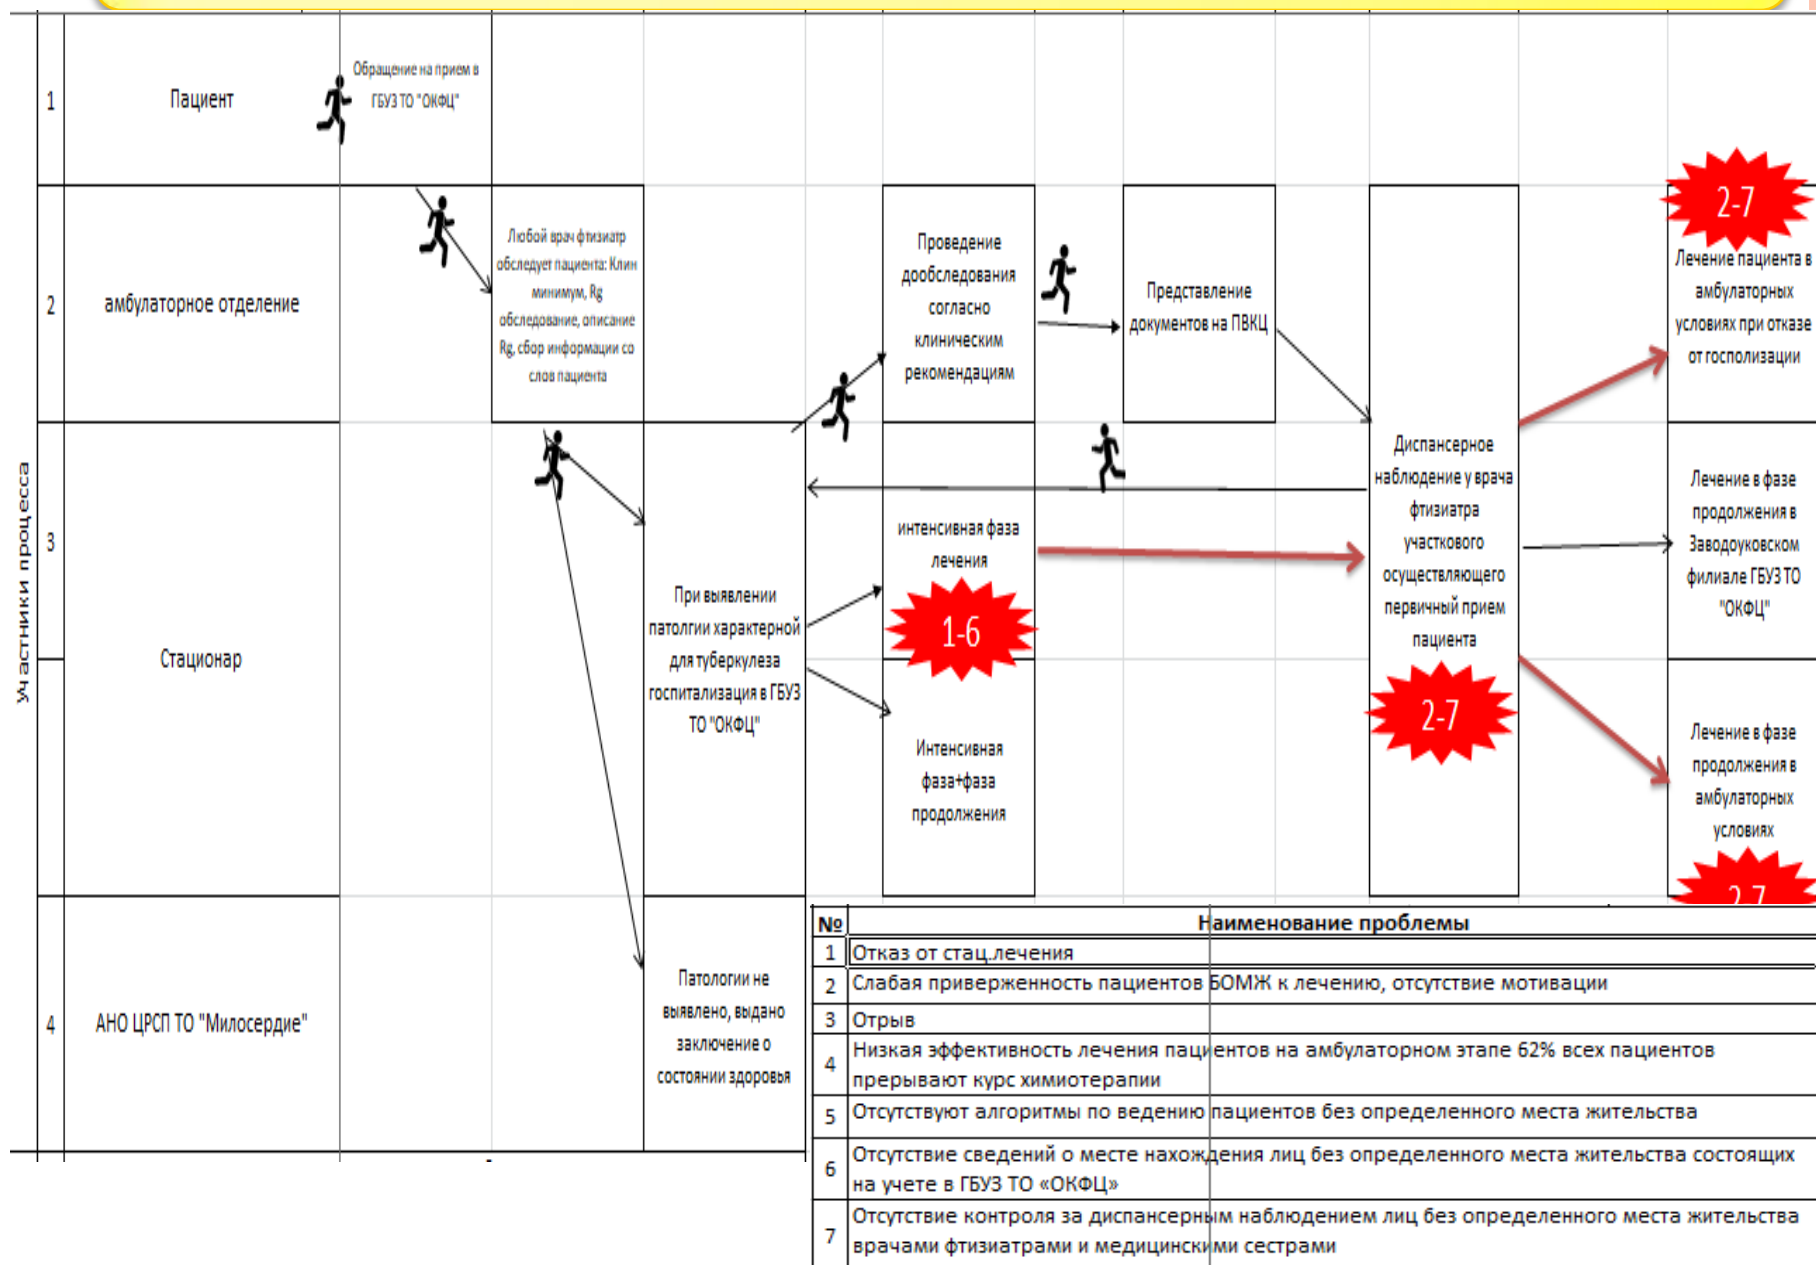 Участники процесса
1
Пациент
Обращение на прием в
ГБУЗ ТО "ОКФЦ"
2
амбулаторное отделение
Любой врач фтизиатр
обследует пациента: Клин
минимум, Rg
обследование, описание
Rg, сбор информации со
слов пациента
Проведение
дообследования
согласно
клиническим
рекомендациям
Представление
документов на ПВКЦ
2-7
Лечение пациента в
амбулаторных
условиях при отказе
от госполизации
3
Стационар
При выявлении
патолгии характерной
для туберкулеза
госпитализация в ГБУЗ
ТО "ОКФЦ"
интенсивная фаза
лечения
1-6
Интенсивная
фаза+фаза
продолжения
Диспансерное
наблюдение у врача
фтизиатра
участкового
осуществляющего
первичный прием
пациента
2-7
Лечение в фазе
продолжения в
Заводоуковском
филиале ГБУЗ ТО
"ОКФЦ"
Лечение в фазе
продолжения в
амбулаторных
условиях
2-7
4
АНО ЦРСП ТО "Милосердие"
Патологии не
выявлено, выдано
заключение о
состоянии здоровья
№ Наименование проблемы
1 Отказ от стац.лечения
2 Слабая приверженность пациентов БОМЖ к лечению, отсутствие мотивации
3 Отрыв
4 Низкая эффективность лечения пациентов на амбулаторном этапе 62% всех пациентов
прерывают курс химиотерапии
5 Отсутствуют алгоритмы по ведению пациентов без определенного места жительства
6 Отсутствие сведений о месте нахождения лиц без определенного места жительства состоящих
на учете в ГБУЗ ТО «ОКФЦ»
7 Отсутствие контроля за диспансерным наблюдением лиц без определенного места жительства
врачами фтизиатрами и медицинскими сестрами